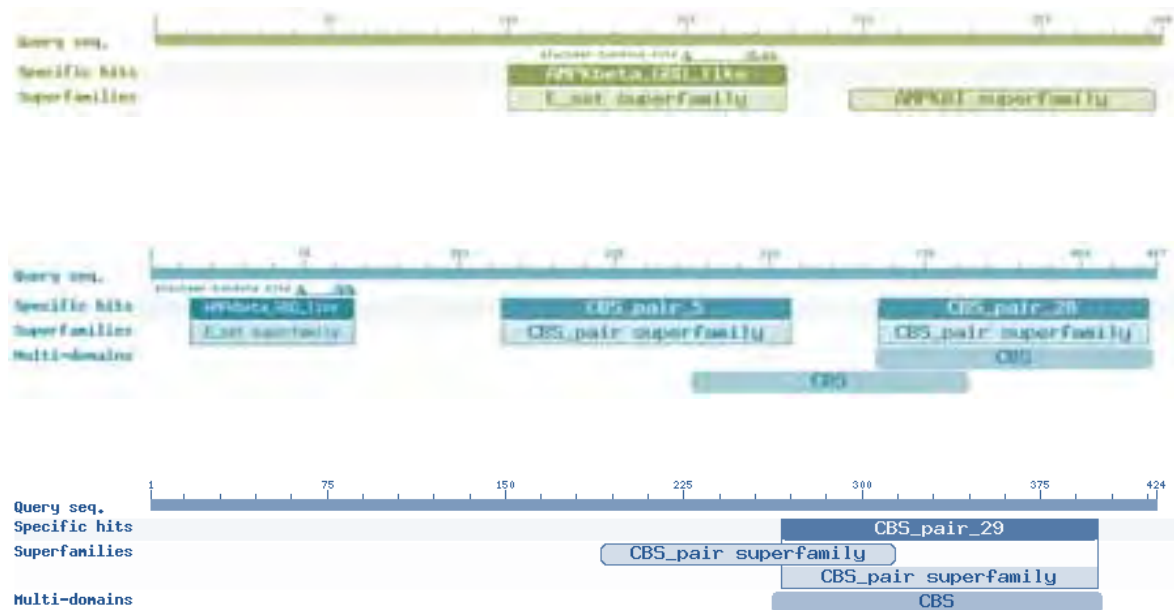 Query seq.
Specific hits
AMPKbeta_GBD_like
Superfamilies
E_set superfamily
AMPKBI superfamily
Query seq.
Specific hits
AMPKbeta_GBD_like
CBS_pair_5
CBS_pair_28
Superfamilies
E_set superfamily
CBS_pair superfamily
CBS_pair superfamily
Multi-domains
CBS
CBS
1 75 150 225 300 375 424
Query seq.
Specific hits
CBS_pair_29
Superfamilies
CBS_pair superfamily
CBS_pair superfamily
Multi-domains
CBS